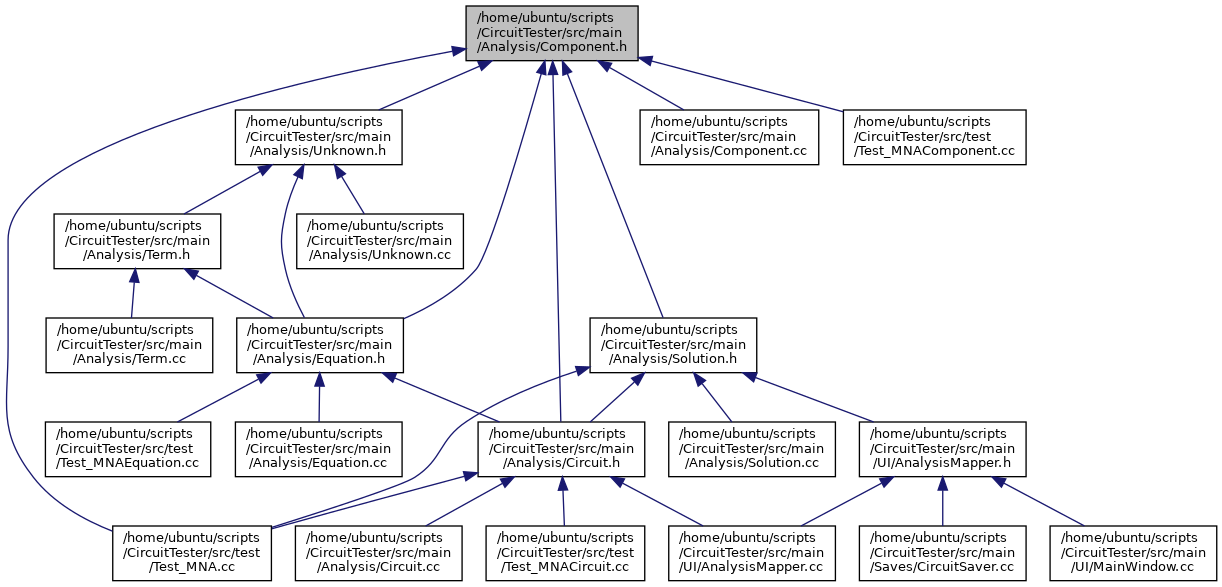 /home/ubuntu/scripts
/CircuitTester/src/main
/Analysis/Component.h
/home/ubuntu/scripts
/CircuitTester/src/main
/Analysis/Unknown.h
/home/ubuntu/scripts
/CircuitTester/src/main
/Analysis/Component.cc
/home/ubuntu/scripts
/CircuitTester/src/test
/Test_MNAComponent.cc
/home/ubuntu/scripts
/CircuitTester/src/main
/Analysis/Term.h
/home/ubuntu/scripts
/CircuitTester/src/main
/Analysis/Unknown.cc
/home/ubuntu/scripts
/CircuitTester/src/main
/Analysis/Term.cc
/home/ubuntu/scripts
/CircuitTester/src/main
/Analysis/Equation.h
/home/ubuntu/scripts
/CircuitTester/src/main
/Analysis/Solution.h
/home/ubuntu/scripts
/CircuitTester/src/test
/Test_MNAEquation.cc
/home/ubuntu/scripts
/CircuitTester/src/main
/Analysis/Equation.cc
/home/ubuntu/scripts
/CircuitTester/src/main
/Analysis/Circuit.h
/home/ubuntu/scripts
/CircuitTester/src/main
/Analysis/Solution.cc
/home/ubuntu/scripts
/CircuitTester/src/main
/UI/AnalysisMapper.h
/home/ubuntu/scripts
/CircuitTester/src/test
/Test_MNA.cc
/home/ubuntu/scripts
/CircuitTester/src/main
/Analysis/Circuit.cc
/home/ubuntu/scripts
/CircuitTester/src/test
/Test_MNACircuit.cc
/home/ubuntu/scripts
/CircuitTester/src/main
/UI/AnalysisMapper.cc
/home/ubuntu/scripts
/CircuitTester/src/main
/Saves/CircuitSaver.cc
/home/ubuntu/scripts
/CircuitTester/src/main
/UI/MainWindow.cc